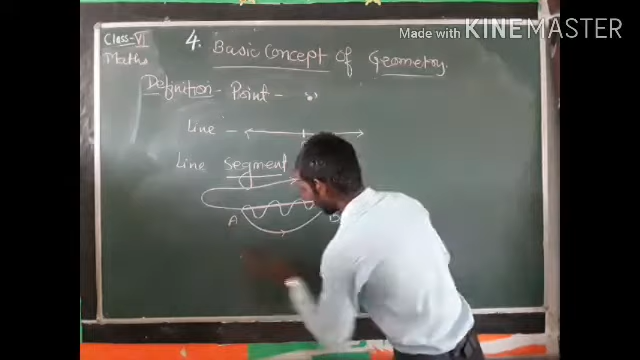 Made with KINEMASTER
Class-VI
Maths
4. Basic Concept of Geometry.
Definition - Point -
Line -
Line segment
A B